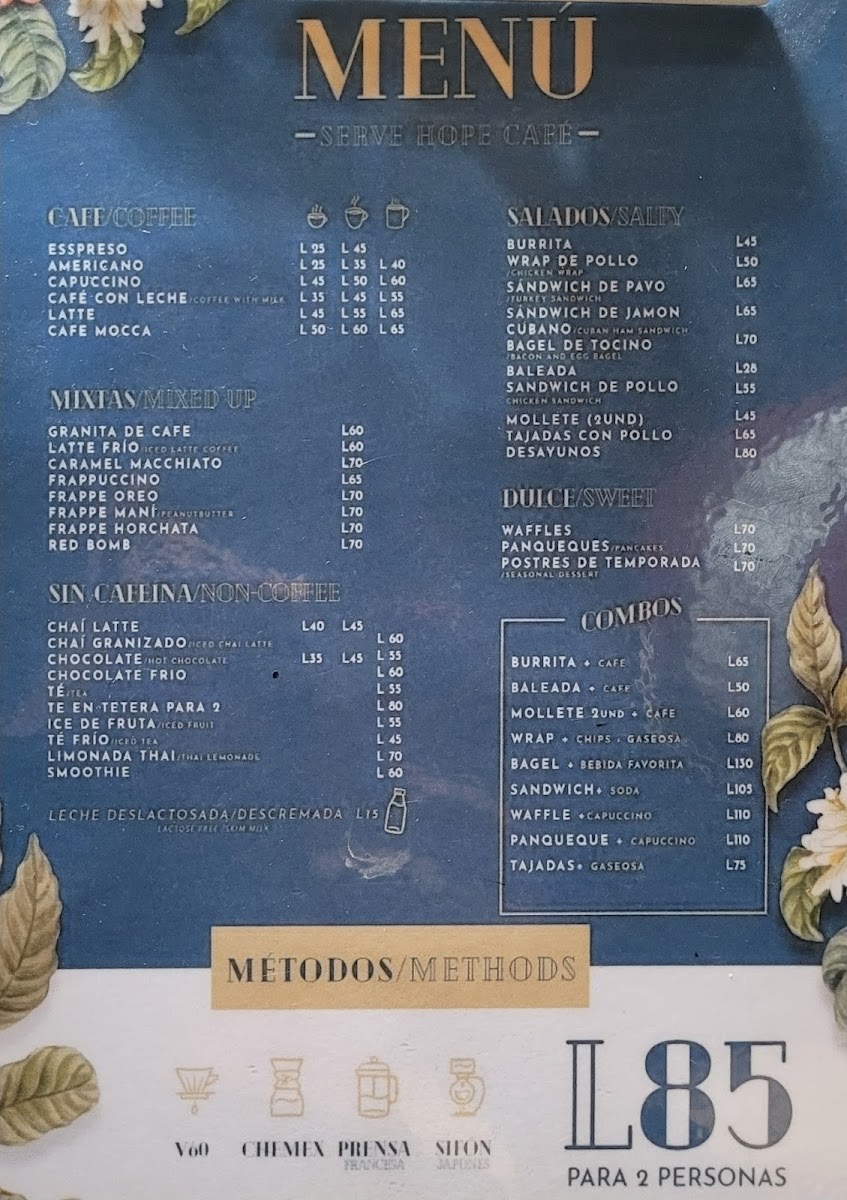 MENÚ
SERVE HOPE CAFÉ
CAFE/COFFEE
ESSPRESO L 25 L 45
AMERICANO L 25 L 35 L 40
CAPUCCINO L 45 L 50 L 60
CAFÉ CON LECHE/COFFEE WITH MILK L 35 L 45 L 55
LATTE L 45 L 55 L 65
CAFE MOCCA L 50 L 60 L 65
MIXTAS/MIXED UP
GRANITA DE CAFE L60
LATTE FRÍO/ICED LATTE COFFEE L60
CARAMEL MACCHIATO L70
FRAPPUCCINO L65
FRAPPE OREO L70
FRAPPE MANÍ/PEANUTBUTTER L70
FRAPPE HORCHATA L70
RED BOMB L70
SIN CAFEÍNA/NON-COFFEE
CHAÍ LATTE L40 L45
CHAÍ GRANIZADO/ICED CHAI LATTE L 60
CHOCOLATE/HOT CHOCOLATE L35 L45 L 55
CHOCOLATE FRIO L 60
TÉ/TEA L 55
TE EN TETERA PARA 2 L 80
ICE DE FRUTA/ICED FRUIT L 55
TÉ FRÍO/ICED TEA L 45
LIMONADA THAI/THAI LEMONADE L 70
SMOOTHIE L 60
LECHE DESLACTOSADA/DESCREMADA L15
LACTOSE FREE /SKIM MILK
SALADOS/SALTY
BURRITA L45
WRAP DE POLLO L50
/CHICKEN WRAP
SÁNDWICH DE PAVO L65
/TURKEY SANDWICH
SÁNDWICH DE JAMON L65
CUBANO/CUBAN HAM SANDWICH
BAGEL DE TOCINO L70
/BACON AND EGG BAGEL
BALEADA L28
SANDWICH DE POLLO L55
CHICKEN SANDWICH
MOLLETE (2UND) L45
TAJADAS CON POLLO L65
DESAYUNOS L80
DULCE/SWEET
WAFFLES L70
PANQUEQUES/PANCAKES L70
POSTRES DE TEMPORADA L70
/SEASONAL DESSERT
COMBOS
BURRITA + CAFE L65
BALEADA + CAFE L50
MOLLETE 2UND + CAFE L60
WRAP + CHIPS + GASEOSA L80
BAGEL + BEBIDA FAVORITA L130
SANDWICH+ SODA L105
WAFFLE +CAPUCCINO L110
PANQUEQUE + CAPUCCINO L110
TAJADAS+ GASEOSA L75
MÉTODOS/METHODS
V60
CHEMEX
PRENSA
FRANCESA
SIFÓN
JAPONÉS
L85
PARA 2 PERSONAS